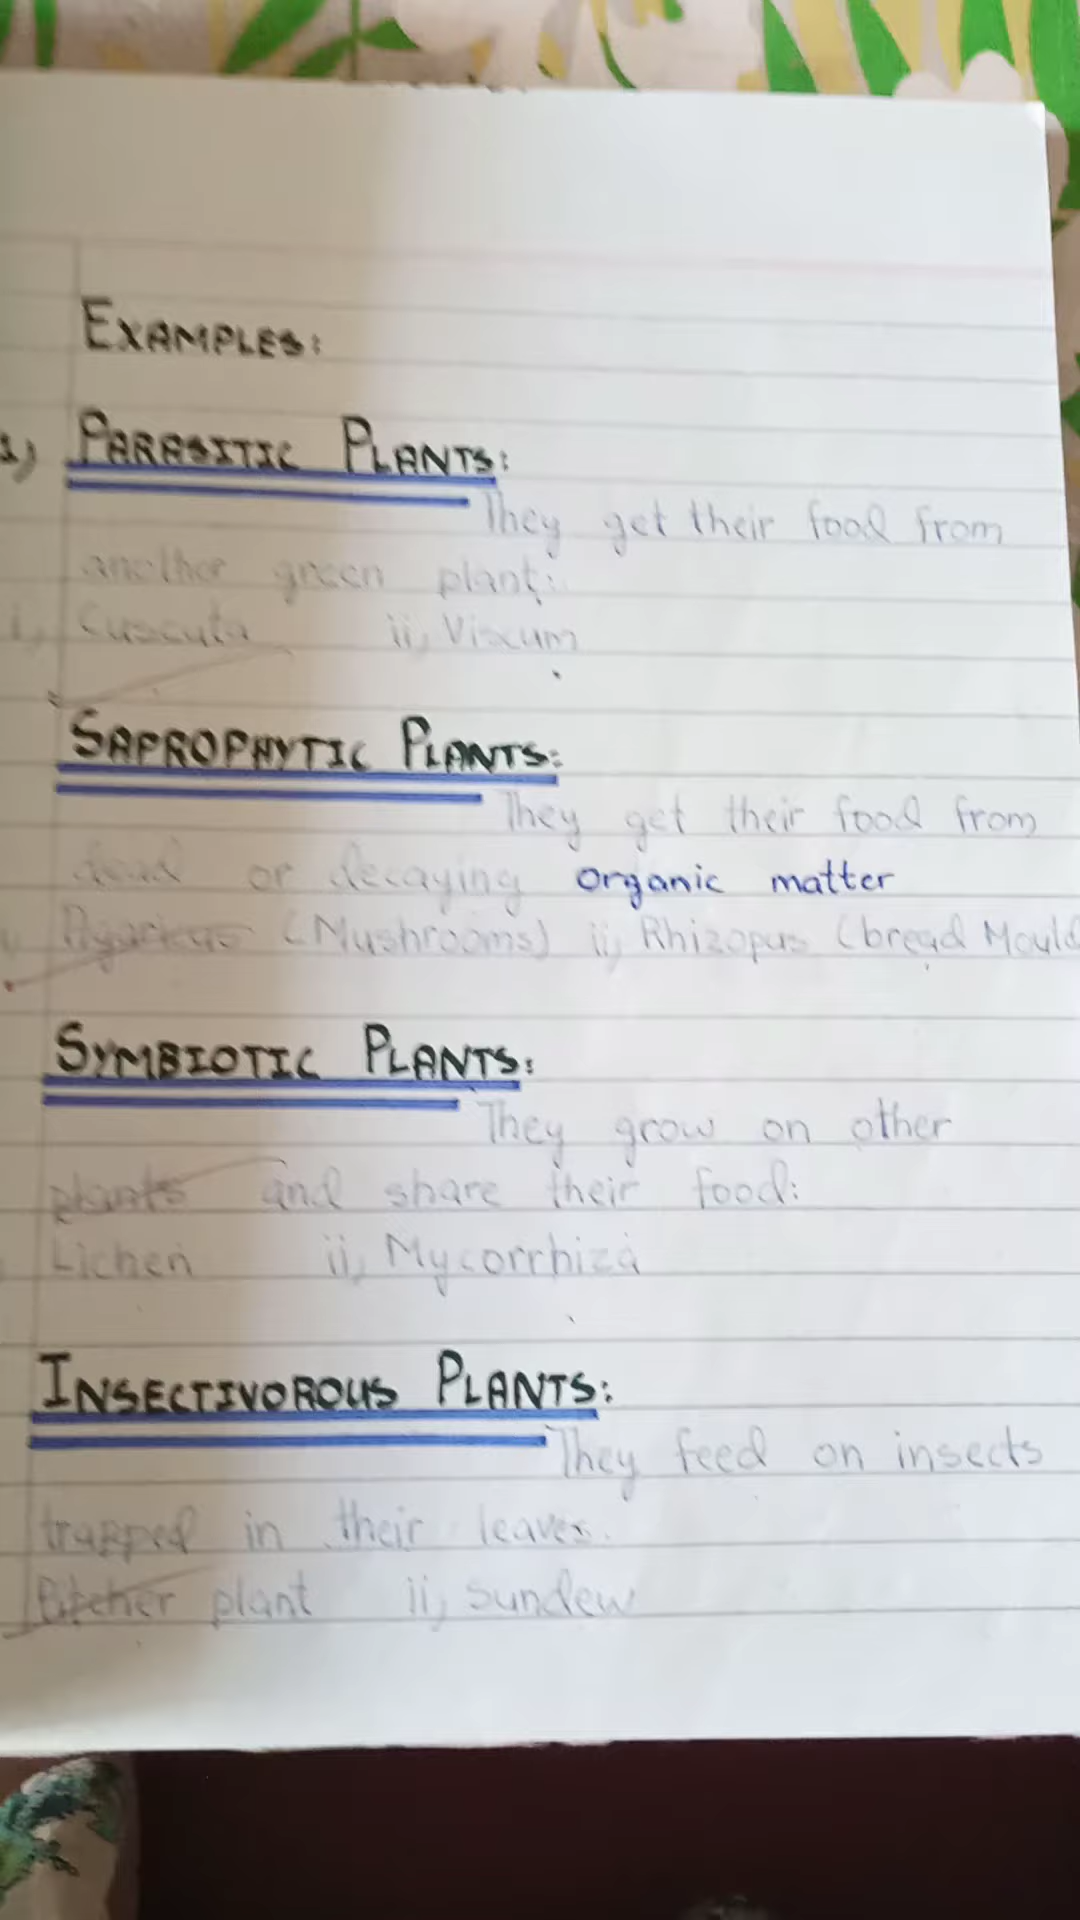 EXAMPLES:
1) PARASITIC PLANTS:
They get their food from
another green plant:
i, Cuscuta ii, Viscum
SAPROPHYTIC PLANTS:
They get their food from
dead or decaying organic matter
Agaricus (Mushrooms) ii, Rhizopus (bread Mould
SYMBIOTIC PLANTS:
They grow on other
plants and share their food:
Lichen ii, Mycorrhiza
INSECTIVOROUS PLANTS:
They feed on insects
trapped in their leaves.
Pitcher plant ii, sundew